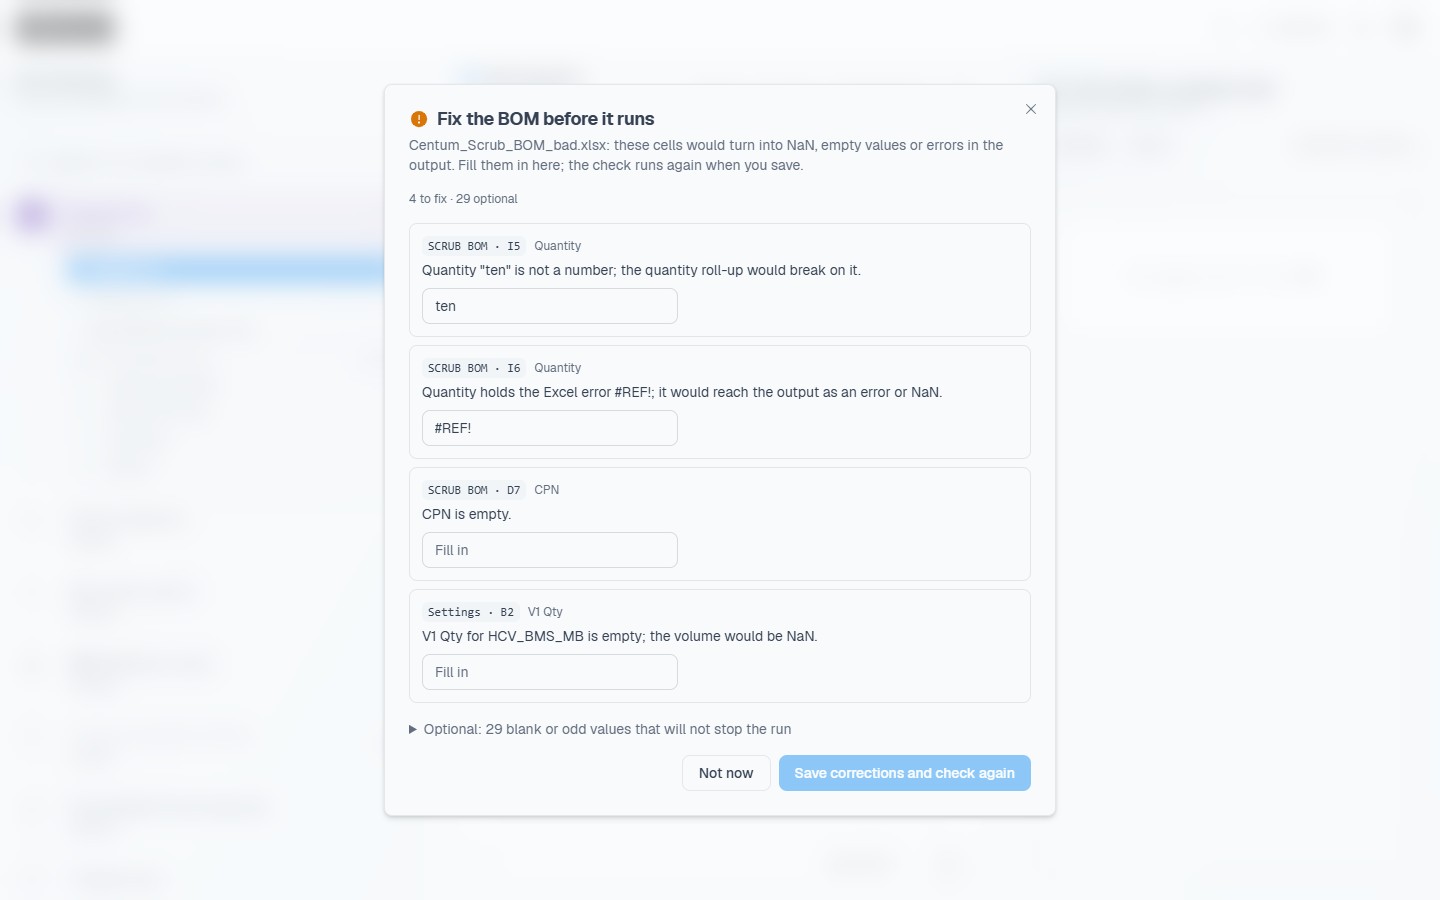 Fix the BOM before it runs
Centum_Scrub_BOM_bad.xlsx: these cells would turn into NaN, empty values or errors in the
output. Fill them in here; the check runs again when you save.
4 to fix · 29 optional
SCRUB BOM · I5 Quantity
Quantity "ten" is not a number; the quantity roll-up would break on it.
ten
SCRUB BOM · I6 Quantity
Quantity holds the Excel error #REF!; it would reach the output as an error or NaN.
#REF!
SCRUB BOM · D7 CPN
CPN is empty.
Fill in
Settings · B2 V1 Qty
V1 Qty for HCV_BMS_MB is empty; the volume would be NaN.
Fill in
Optional: 29 blank or odd values that will not stop the run
Not now
Save corrections and check again